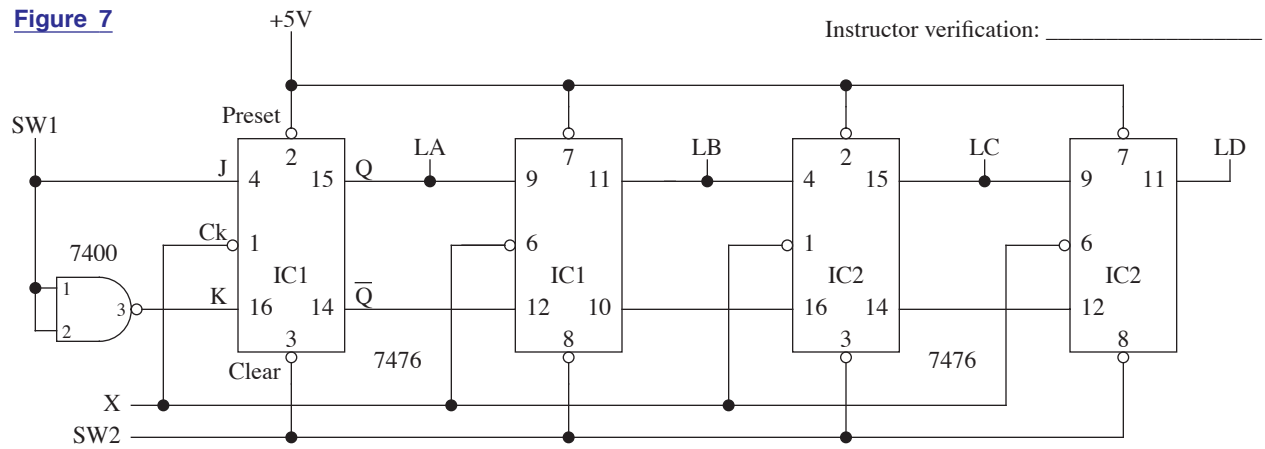 Figure 7
+5V
Instructor verification: __________________
Preset
SW1
LA
LB
LC
LD
2
7
2
7
J
4
15
Q
9
11
4
15
9
11
Ck
1
6
1
6
7400
IC1
IC1
IC2
IC2
1
2
3
K
16
14
Q̅
12
10
16
14
12
3
8
3
8
Clear
7476
7476
X
SW2